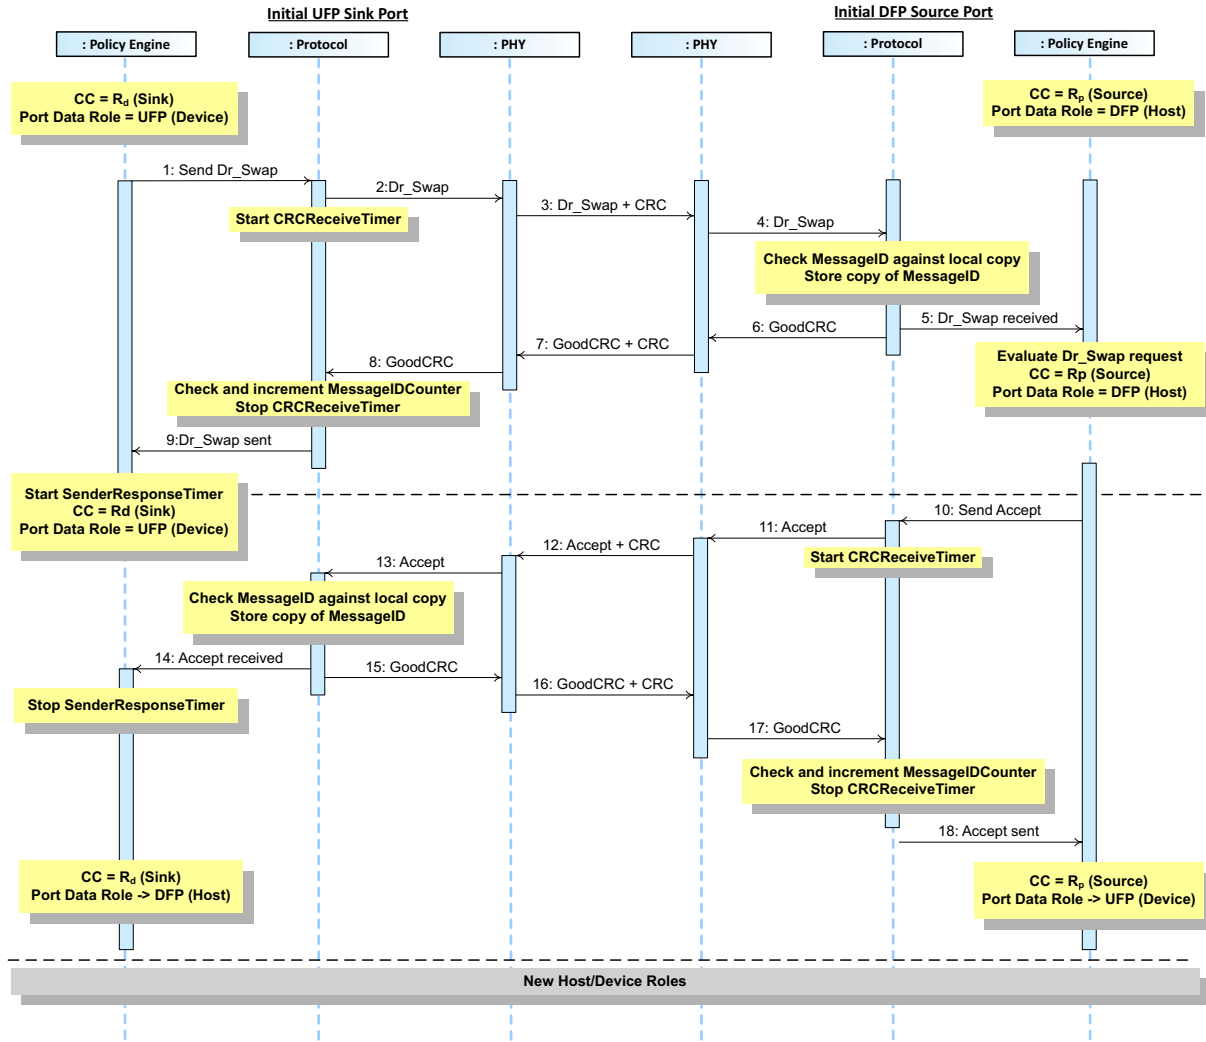 Initial UFP Sink Port
Initial DFP Source Port
: Policy Engine
: Protocol
: PHY
: PHY
: Protocol
: Policy Engine
CC = Rd (Sink)
Port Data Role = UFP (Device)
CC = Rp (Source)
Port Data Role = DFP (Host)
1: Send Dr_Swap
2:Dr_Swap
Start CRCReceiveTimer
3: Dr_Swap + CRC
4: Dr_Swap
Check MessageID against local copy
Store copy of MessageID
5: Dr_Swap received
6: GoodCRC
7: GoodCRC + CRC
8: GoodCRC
Evaluate Dr_Swap request
CC = Rp (Source)
Port Data Role = DFP (Host)
Check and increment MessageIDCounter
Stop CRCReceiveTimer
9:Dr_Swap sent
Start SenderResponseTimer
CC = Rd (Sink)
Port Data Role = UFP (Device)
10: Send Accept
11: Accept
Start CRCReceiveTimer
12: Accept + CRC
13: Accept
Check MessageID against local copy
Store copy of MessageID
14: Accept received
15: GoodCRC
16: GoodCRC + CRC
Stop SenderResponseTimer
17: GoodCRC
Check and increment MessageIDCounter
Stop CRCReceiveTimer
18: Accept sent
CC = Rd (Sink)
Port Data Role -> DFP (Host)
CC = Rp (Source)
Port Data Role -> UFP (Device)
New Host/Device Roles